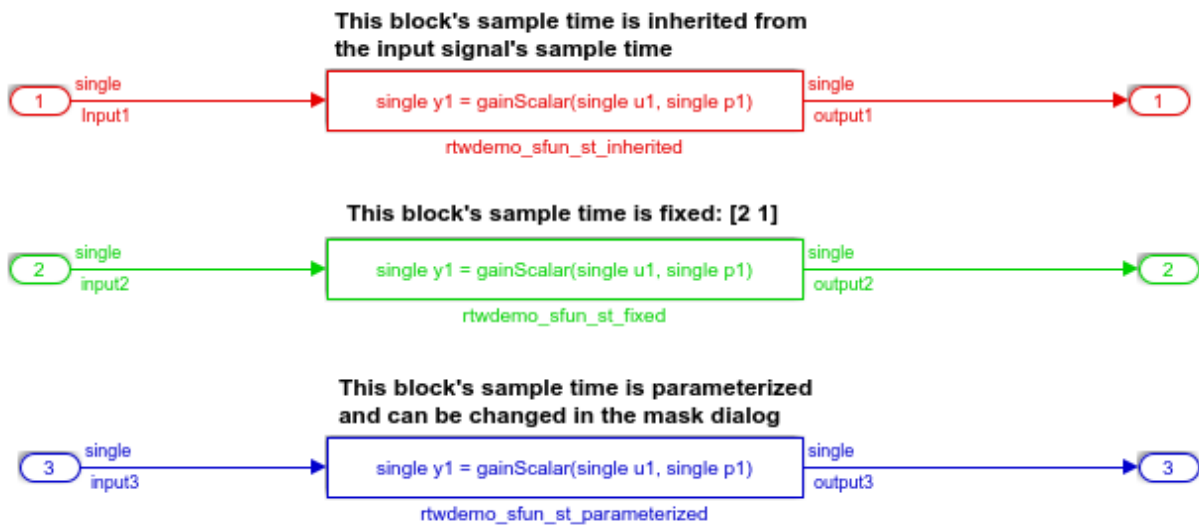 This block's sample time is inherited from
the input signal's sample time
single
1
Input1
single y1 = gainScalar(single u1, single p1)
single
output1
1
rtwdemo_sfun_st_inherited
This block's sample time is fixed: [2 1]
single
2
input2
single y1 = gainScalar(single u1, single p1)
single
output2
2
rtwdemo_sfun_st_fixed
This block's sample time is parameterized
and can be changed in the mask dialog
single
3
input3
single y1 = gainScalar(single u1, single p1)
single
output3
3
rtwdemo_sfun_st_parameterized